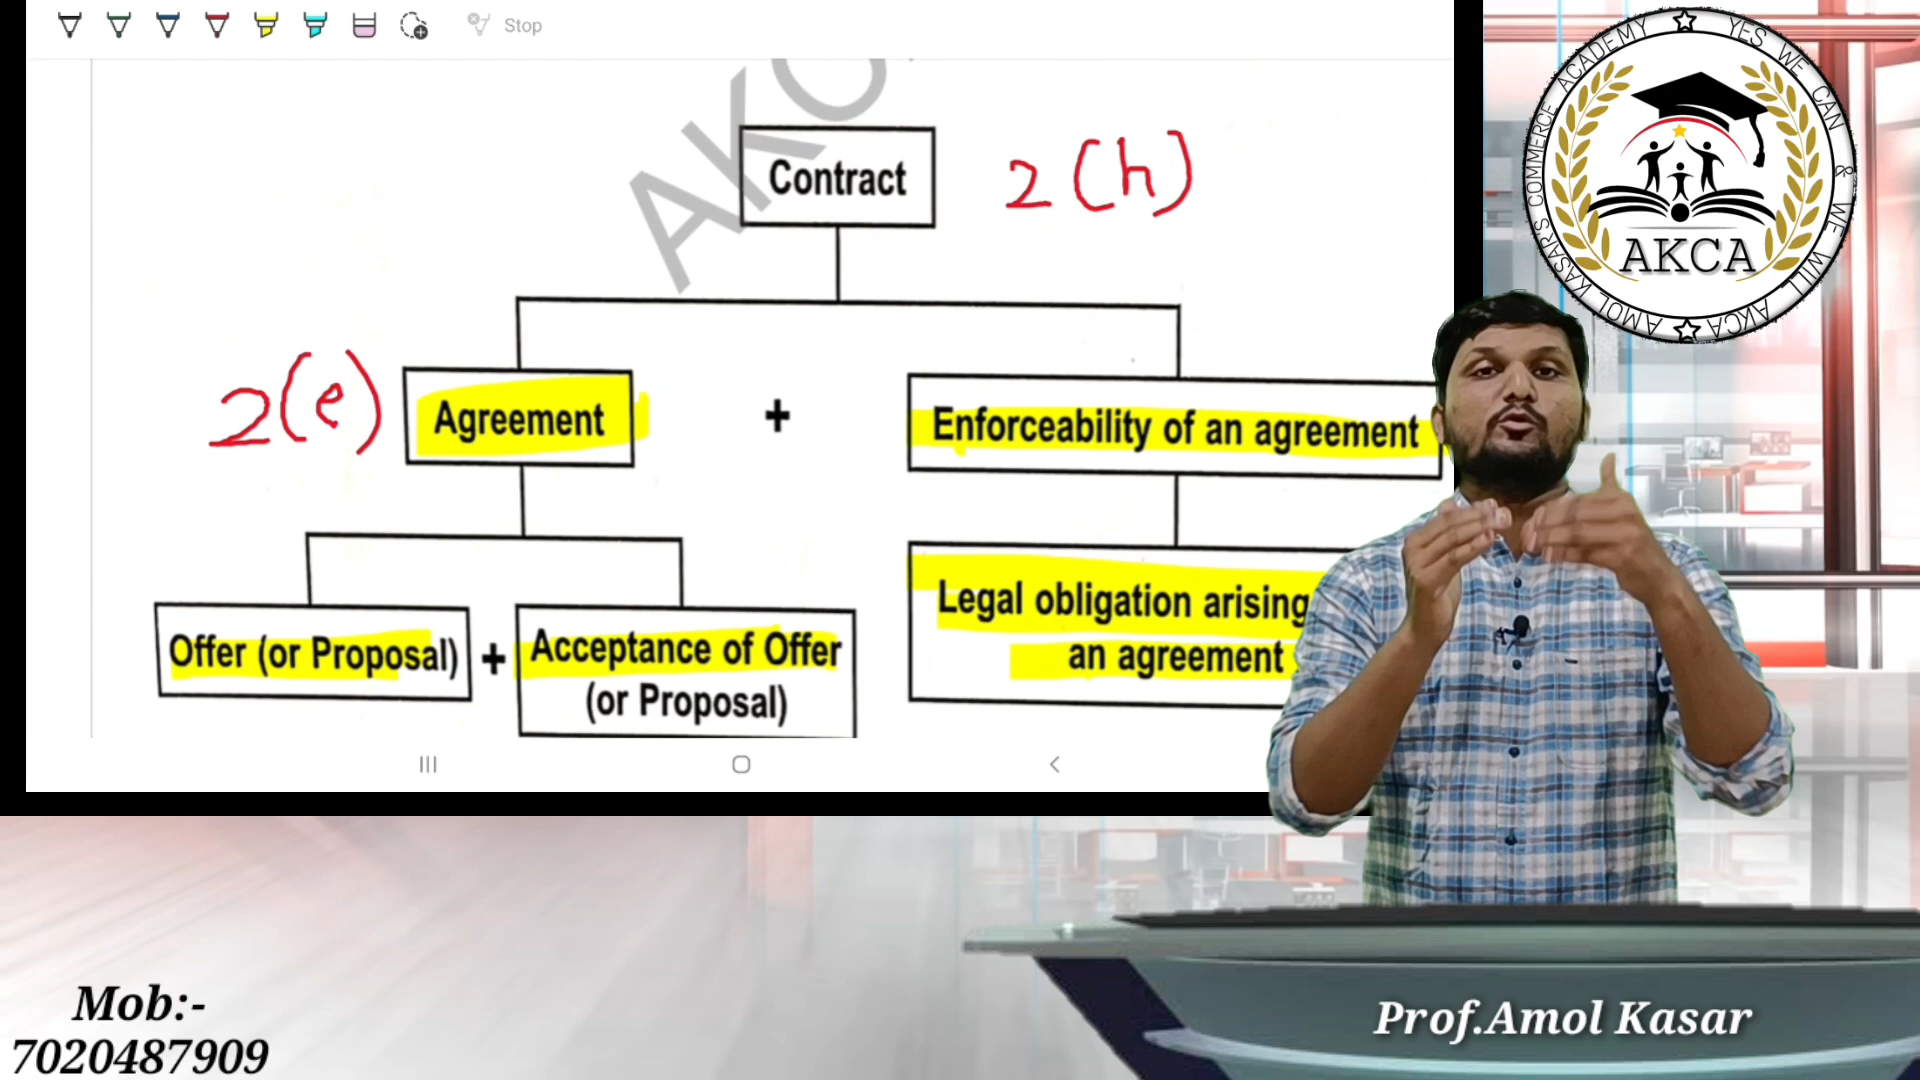 Stop
AKC
Contract
2(h)
2(e)
Agreement
+
Enforceability of an agreement
Offer (or Proposal)
+
Acceptance of Offer
(or Proposal)
Legal obligation arising
an agreement
AMOL KASAR'S COMMERCE ACADEMY
YES WE CAN & WE WILL
AKCA
AKCA
Mob:-
7020487909
Prof.Amol Kasar